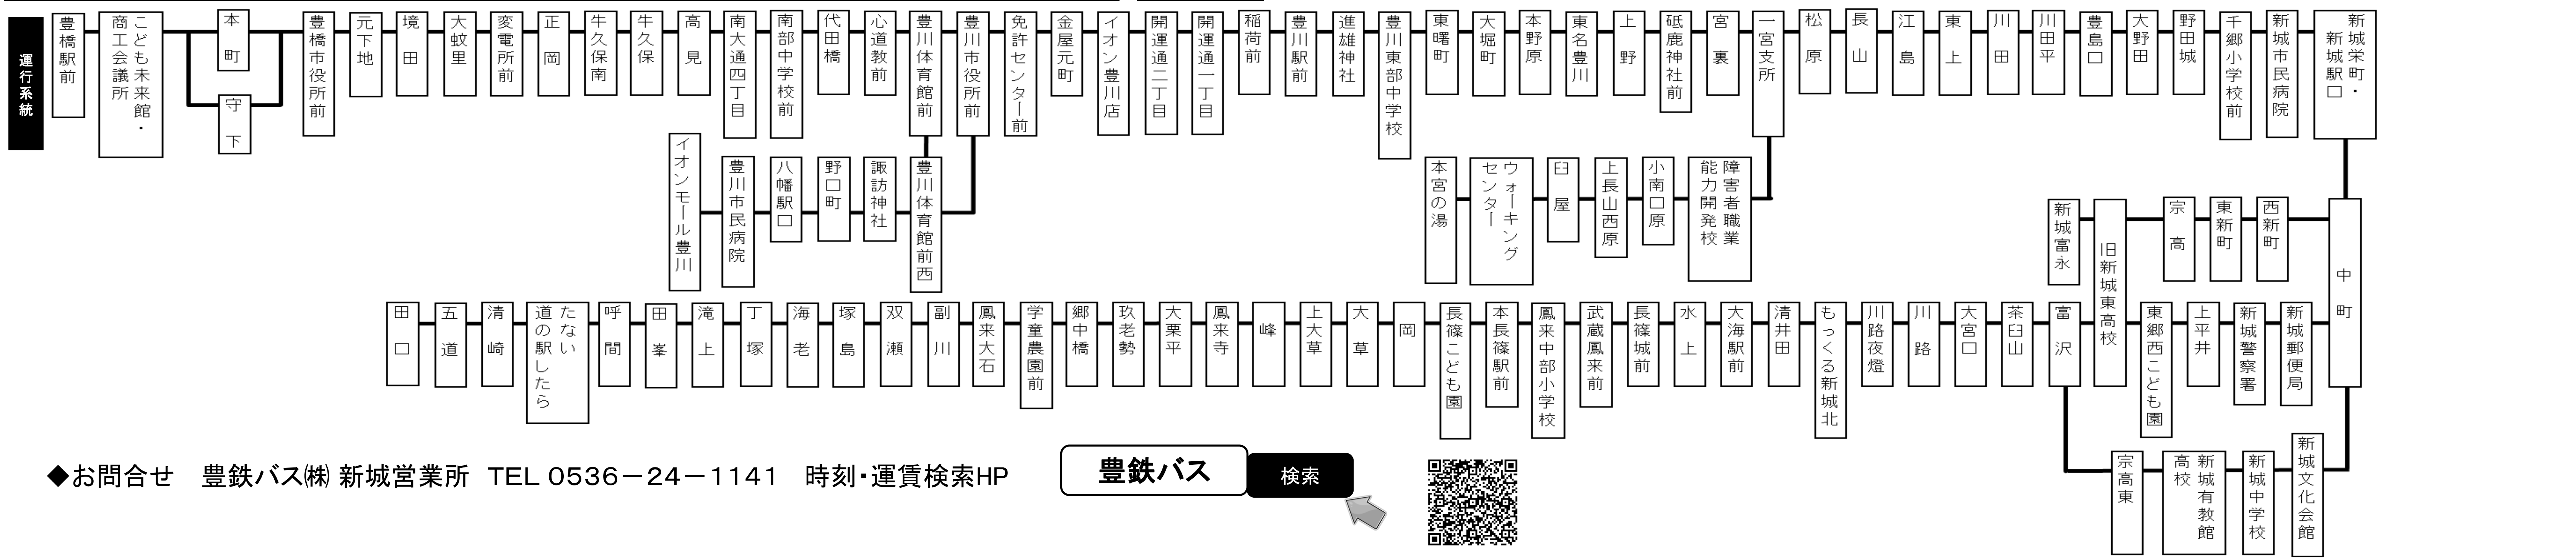 運行系統
豊橋駅前
こども未来館・
商工会議所
本町
守下
豊橋市役所前
元下地
境田
大蚊里
変電所前
正岡
牛久保南
牛久保
高見
南大通四丁目
南部中学校前
代田橋
心道教前
豊川体育館前
豊川市役所前
免許センター前
金屋元町
イオン豊川店
開運通二丁目
開運通一丁目
稲荷前
豊川駅前
進雄神社
豊川東部中学校
東曙町
大堀町
本野原
東名豊川
上野
砥鹿神社前
宮裏
一宮支所
松原
長山
江島
東上
川田
川田平
豊島口
大野田
野田城
千郷小学校前
新城市民病院
新城栄町・
新城駅口
イオンモール豊川
豊川市民病院
八幡駅口
野口町
諏訪神社
豊川体育館前西
本宮の湯
ウォーキング
センター
臼屋
上長山西原
小南口原
障害者職業
能力開発校
新城富永
旧新城東高校
宗高
東新町
西新町
中町
田口
五道
清崎
たない
道の駅したら
呼間
田峯
滝上
丁塚
海老
塚島
双瀬
副川
鳳来大石
学童農園前
郷中橋
玖老勢
大栗平
鳳来寺
峰
上大草
大草
岡
長篠こども園
本長篠駅前
鳳来中部小学校
武蔵鳳来前
長篠城前
水上
大海駅前
清井田
もっくる新城北
川路夜燈
川路
大宮口
茶臼山
富沢
東郷西こども園
上平井
新城警察署
新城郵便局
宗高東
新城有教館
高校
新城中学校
新城文化会館
◆お問合せ　豊鉄バス㈱ 新城営業所　TEL 0536－24－1141　時刻・運賃検索HP
豊鉄バス
検索